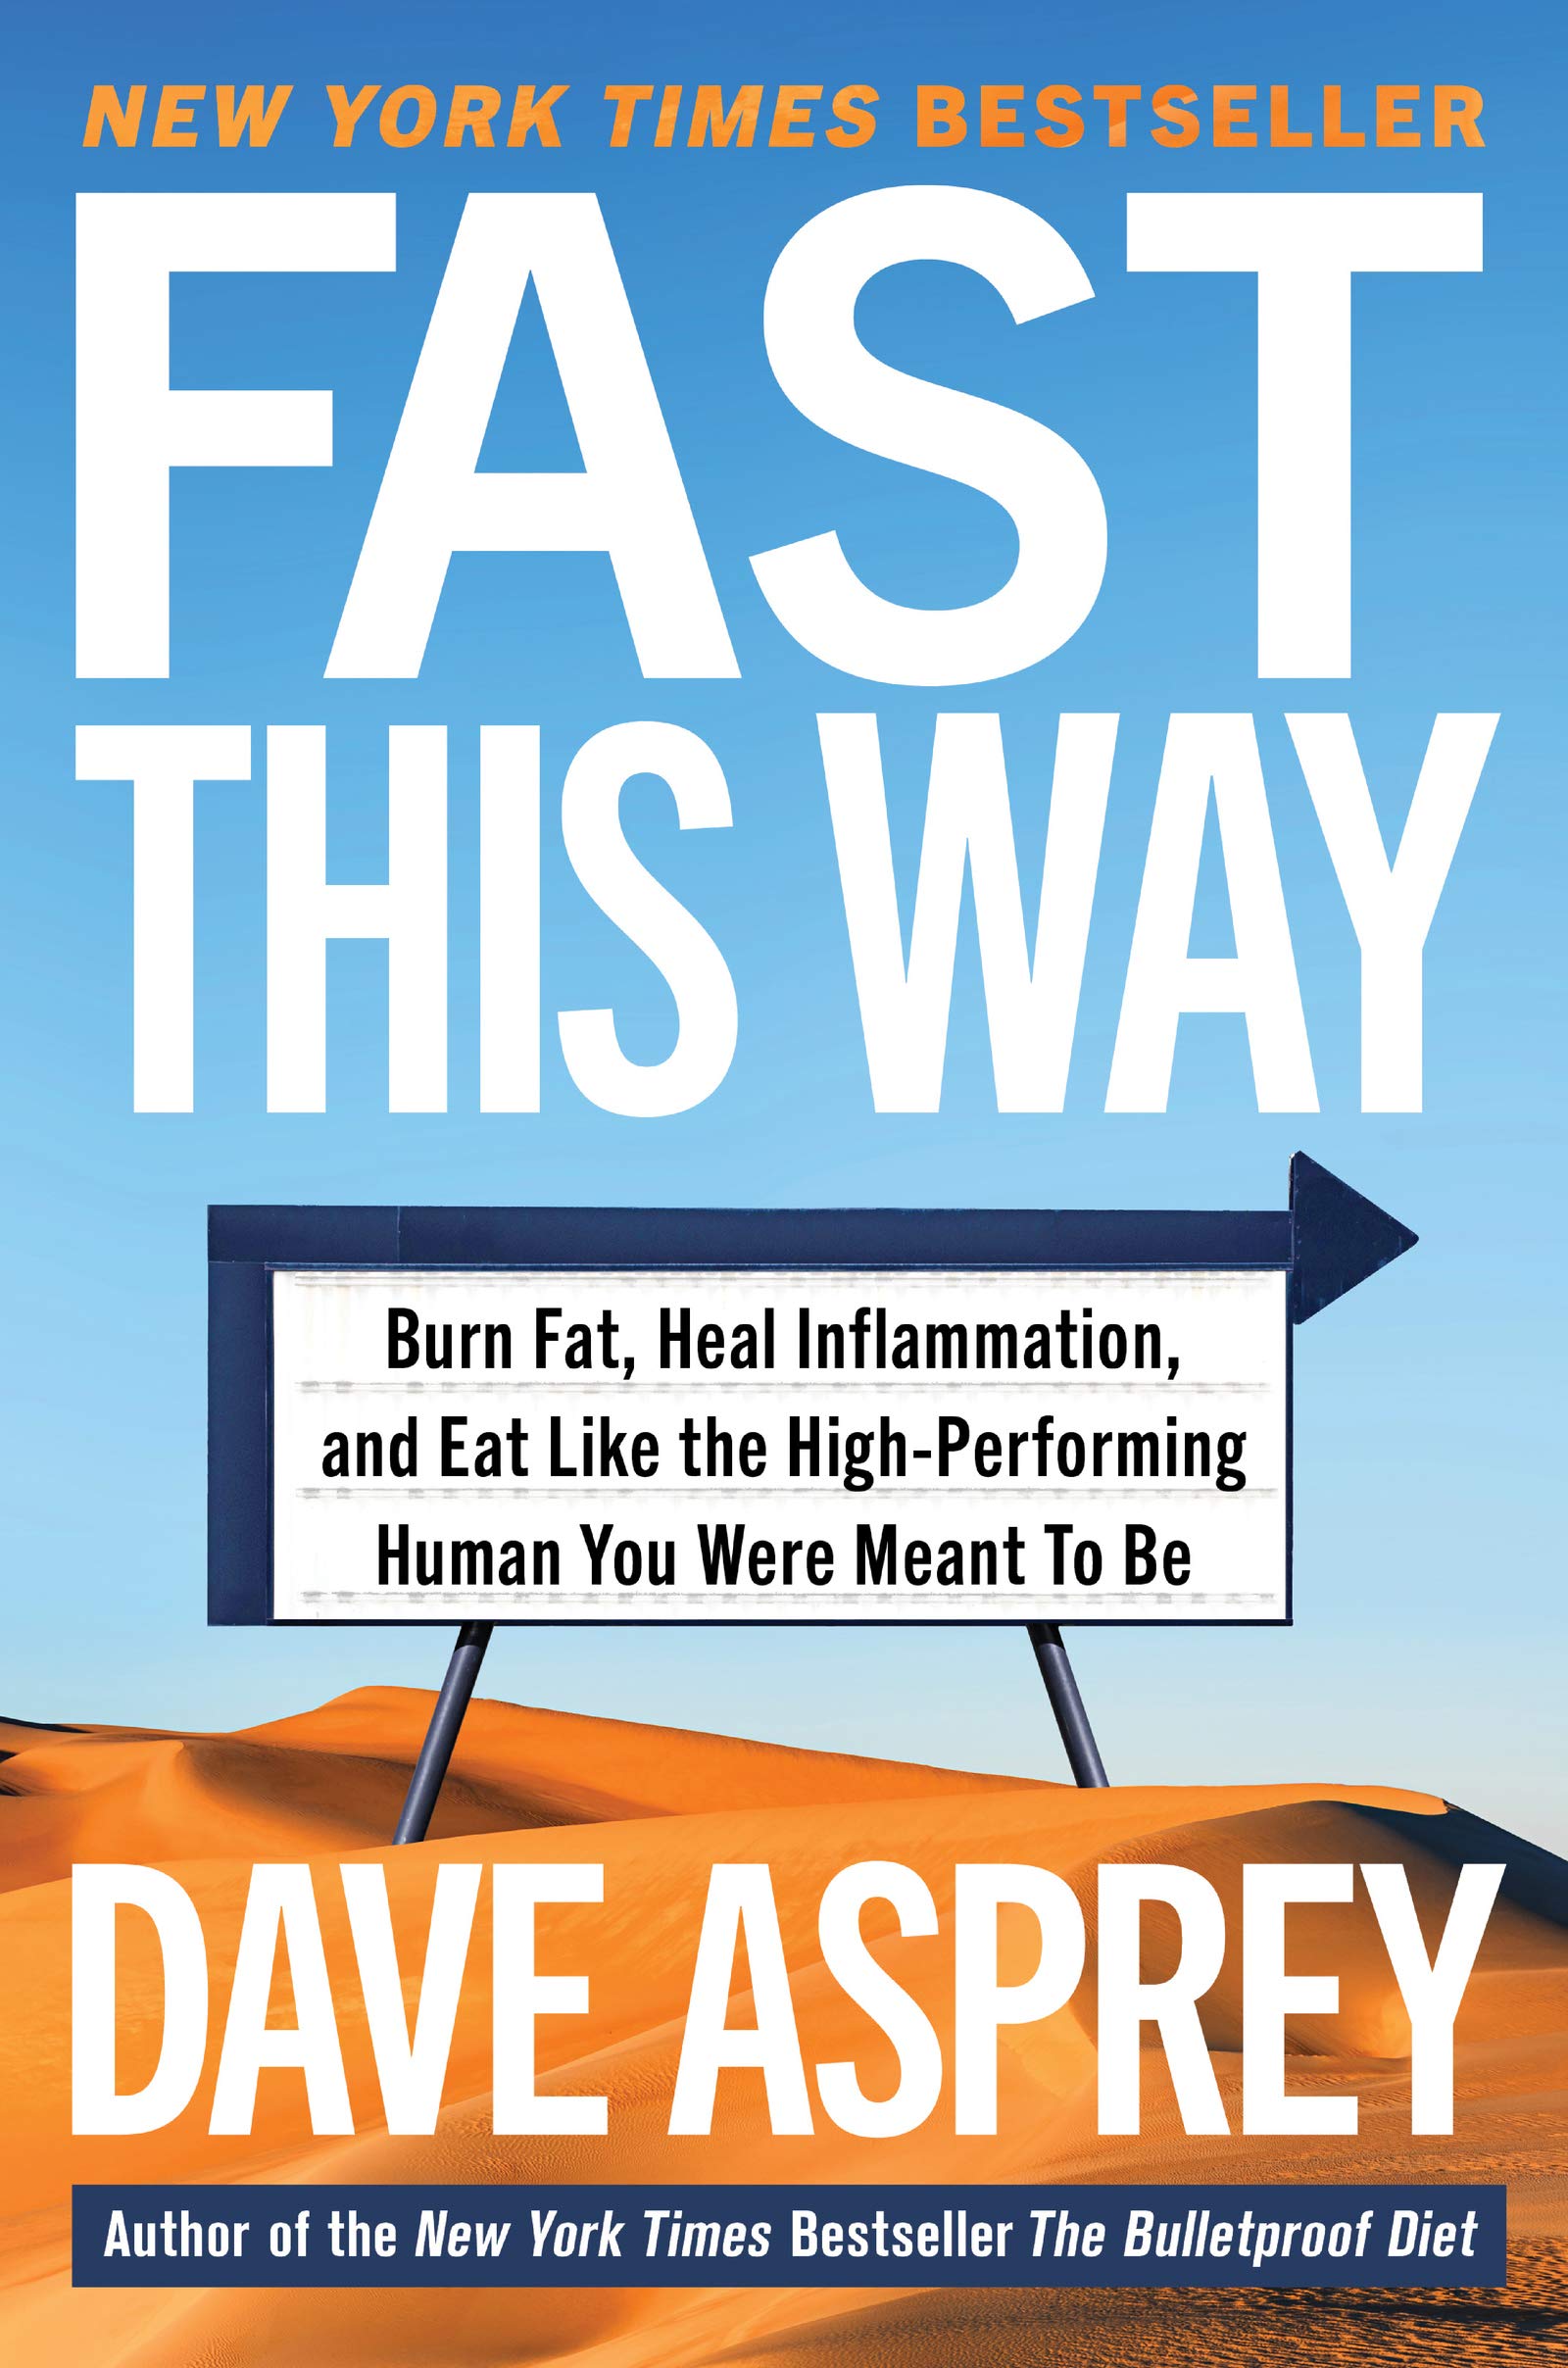 NEW YORK TIMES BESTSELLER
FAST
THIS WAY
Burn Fat, Heal Inflammation,
and Eat Like the High-Performing
Human You Were Meant To Be
DAVE ASPREY
Author of the New York Times Bestseller The Bulletproof Diet